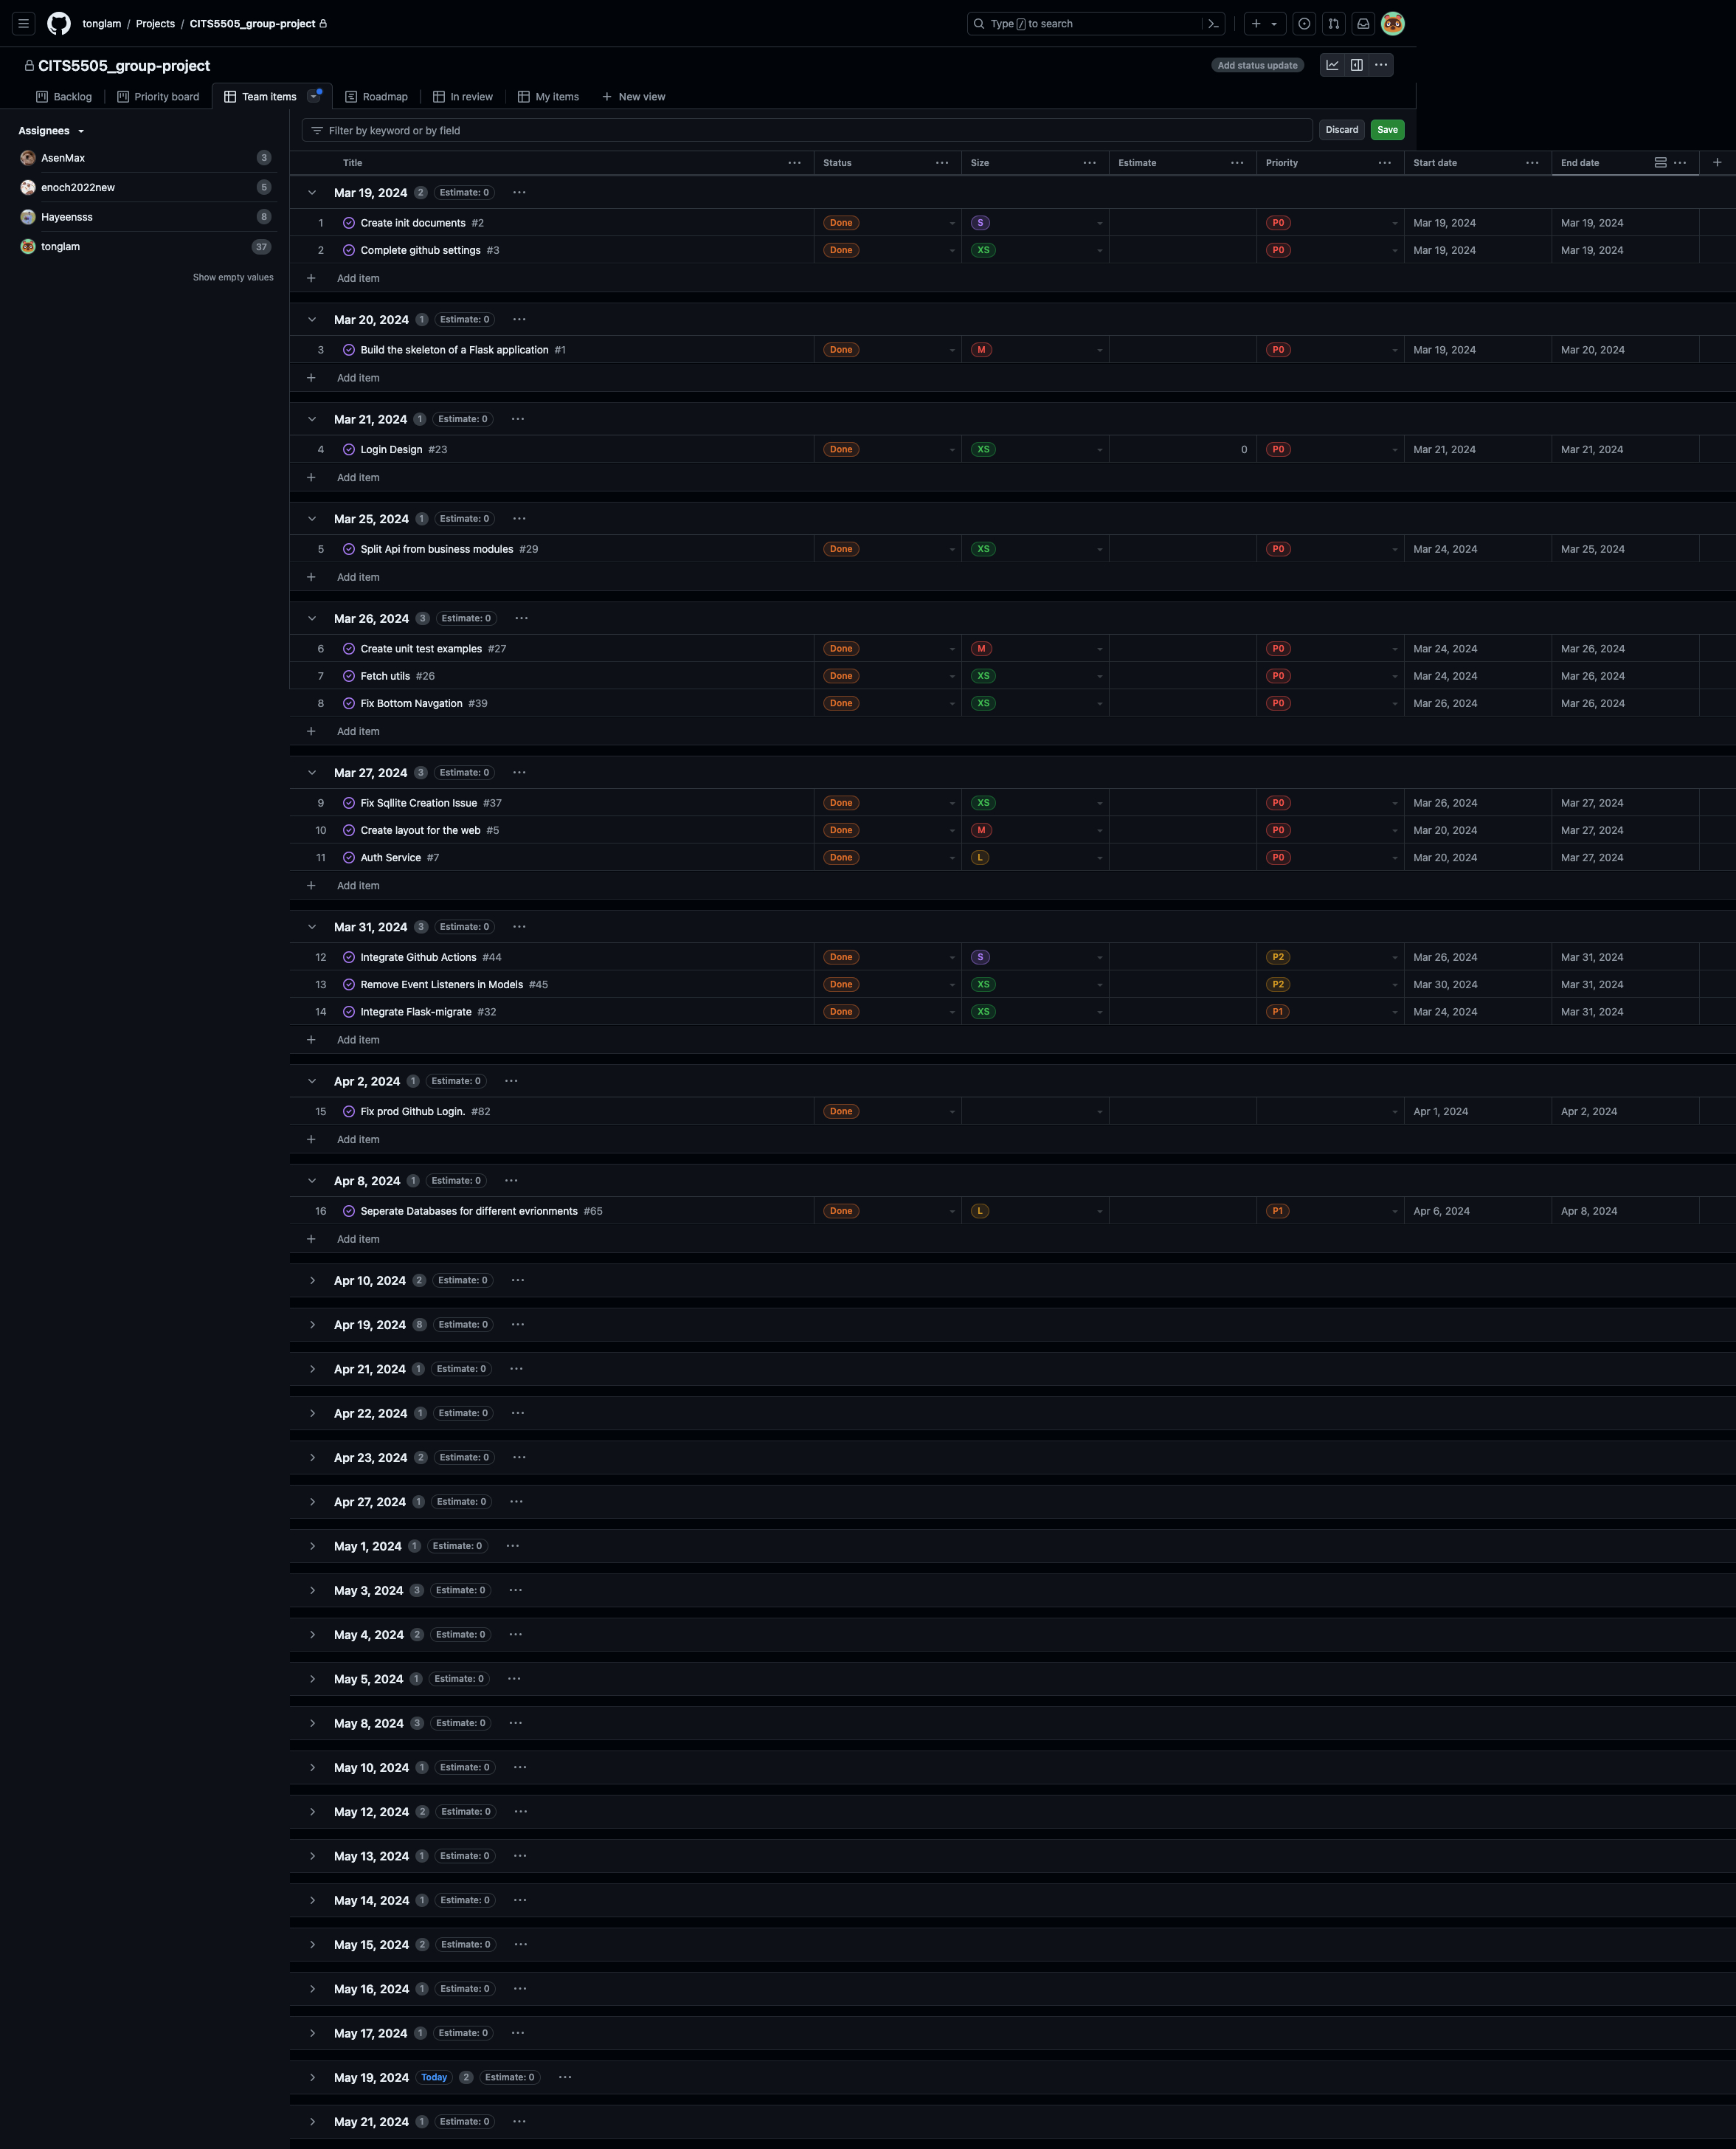 tonglam / Projects / CITS5505_group-project
Type / to search
CITS5505_group-project
Add status update
Backlog Priority board Team items Roadmap In review My items + New view
Assignees
AsenMax 3
enoch2022new 5
Hayeensss 8
tonglam 37
Show empty values
Filter by keyword or by field
Discard Save
Title Status Size Estimate Priority Start date End date
Mar 19, 2024 2 Estimate: 0
1 Create init documents #2 Done S P0 Mar 19, 2024 Mar 19, 2024
2 Complete github settings #3 Done XS P0 Mar 19, 2024 Mar 19, 2024
+ Add item
Mar 20, 2024 1 Estimate: 0
3 Build the skeleton of a Flask application #1 Done M P0 Mar 19, 2024 Mar 20, 2024
+ Add item
Mar 21, 2024 1 Estimate: 0
4 Login Design #23 Done XS 0 P0 Mar 21, 2024 Mar 21, 2024
+ Add item
Mar 25, 2024 1 Estimate: 0
5 Split Api from business modules #29 Done XS P0 Mar 24, 2024 Mar 25, 2024
+ Add item
Mar 26, 2024 3 Estimate: 0
6 Create unit test examples #27 Done M P0 Mar 24, 2024 Mar 26, 2024
7 Fetch utils #26 Done XS P0 Mar 24, 2024 Mar 26, 2024
8 Fix Bottom Navgation #39 Done XS P0 Mar 26, 2024 Mar 26, 2024
+ Add item
Mar 27, 2024 3 Estimate: 0
9 Fix Sqllite Creation Issue #37 Done XS P0 Mar 26, 2024 Mar 27, 2024
10 Create layout for the web #5 Done M P0 Mar 20, 2024 Mar 27, 2024
11 Auth Service #7 Done L P0 Mar 20, 2024 Mar 27, 2024
+ Add item
Mar 31, 2024 3 Estimate: 0
12 Integrate Github Actions #44 Done S P2 Mar 26, 2024 Mar 31, 2024
13 Remove Event Listeners in Models #45 Done XS P2 Mar 30, 2024 Mar 31, 2024
14 Integrate Flask-migrate #32 Done XS P1 Mar 24, 2024 Mar 31, 2024
+ Add item
Apr 2, 2024 1 Estimate: 0
15 Fix prod Github Login. #82 Done Apr 1, 2024 Apr 2, 2024
+ Add item
Apr 8, 2024 1 Estimate: 0
16 Seperate Databases for different evrionments #65 Done L P1 Apr 6, 2024 Apr 8, 2024
+ Add item
Apr 10, 2024 2 Estimate: 0
Apr 19, 2024 8 Estimate: 0
Apr 21, 2024 1 Estimate: 0
Apr 22, 2024 1 Estimate: 0
Apr 23, 2024 2 Estimate: 0
Apr 27, 2024 1 Estimate: 0
May 1, 2024 1 Estimate: 0
May 3, 2024 3 Estimate: 0
May 4, 2024 2 Estimate: 0
May 5, 2024 1 Estimate: 0
May 8, 2024 3 Estimate: 0
May 10, 2024 1 Estimate: 0
May 12, 2024 2 Estimate: 0
May 13, 2024 1 Estimate: 0
May 14, 2024 1 Estimate: 0
May 15, 2024 2 Estimate: 0
May 16, 2024 1 Estimate: 0
May 17, 2024 1 Estimate: 0
May 19, 2024 Today 2 Estimate: 0
May 21, 2024 1 Estimate: 0